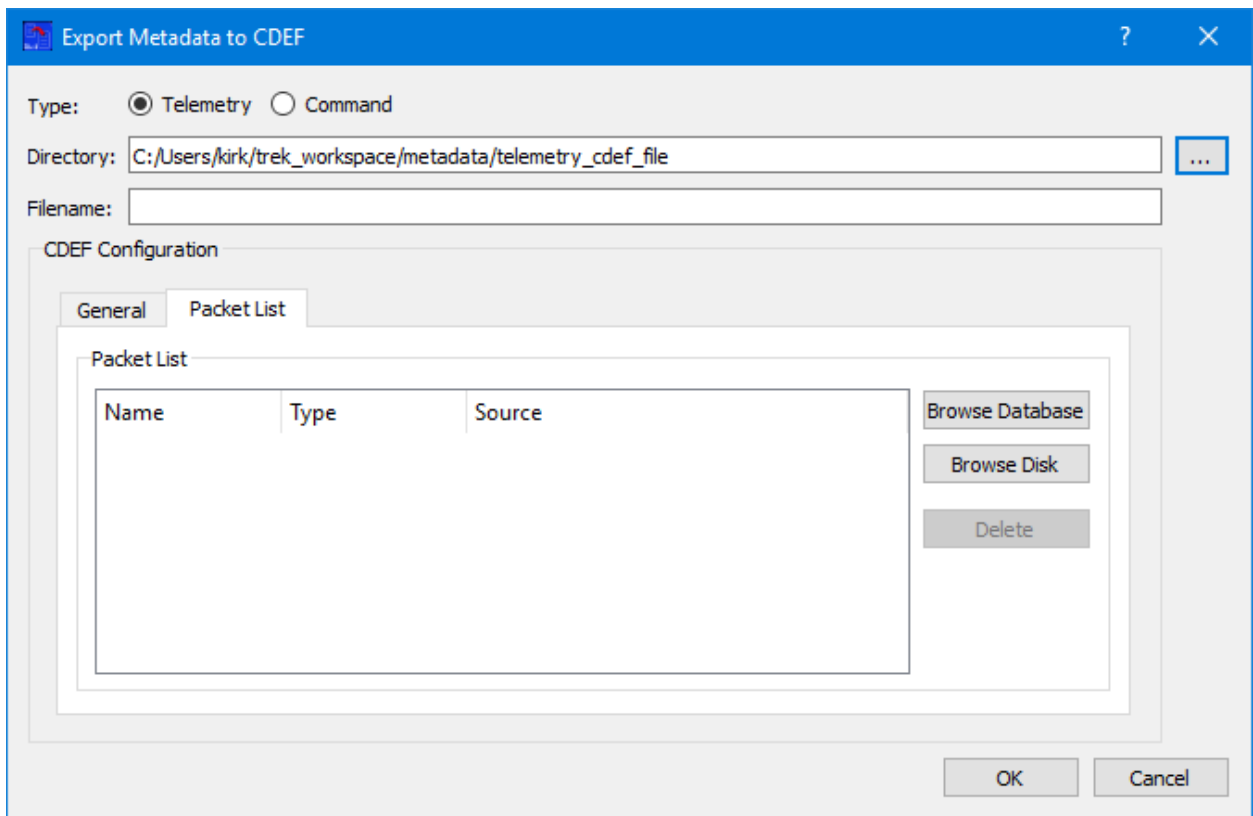 Export Metadata to CDEF ?
Type: Telemetry Command
Directory: C:/Users/kirk/trek_workspace/metadata/telemetry_cdef_file ...
Filename:
CDEF Configuration
General Packet List
Packet List
Name Type Source
Browse Database
Browse Disk
Delete
OK Cancel